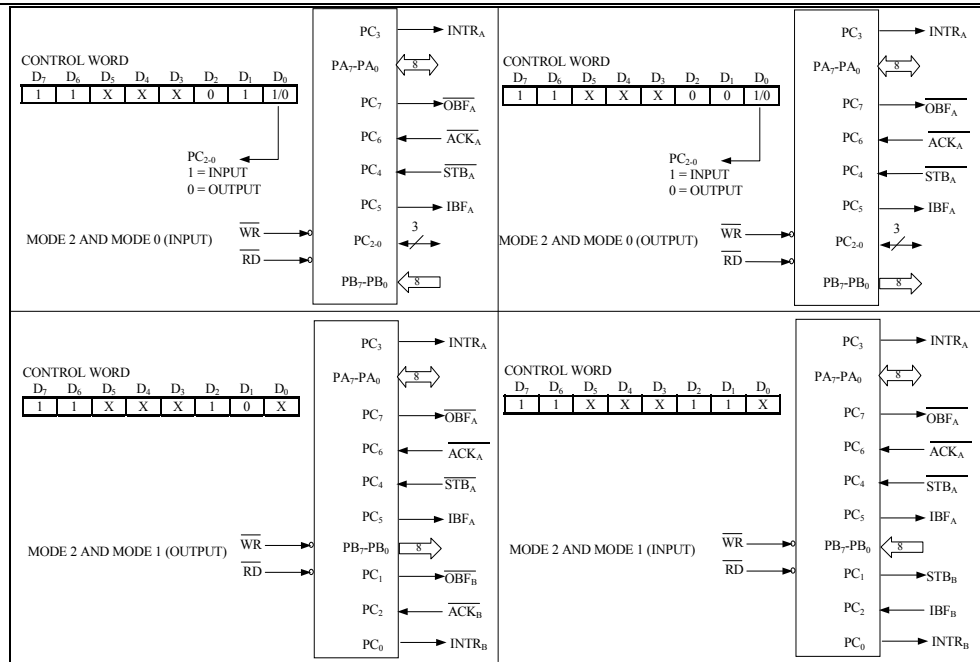 CONTROL WORD
D7 D6 D5 D4 D3 D2 D1 D0
1 1 X X X 0 1 1/0
PC2-0
1 = INPUT
0 = OUTPUT
MODE 2 AND MODE 0 (INPUT)
WR
RD
PC3 INTRA
PA7-PA0 8
PC7 OBFA
PC6 ACKA
PC4 STBA
PC5 IBFA
3
PC2-0
PB7-PB0 8
CONTROL WORD
D7 D6 D5 D4 D3 D2 D1 D0
1 1 X X X 0 0 1/0
PC2-0
1 = INPUT
0 = OUTPUT
MODE 2 AND MODE 0 (OUTPUT)
WR
RD
PC3 INTRA
PA7-PA0 8
PC7 OBFA
PC6 ACKA
PC4 STBA
PC5 IBFA
3
PC2-0
PB7-PB0 8
CONTROL WORD
D7 D6 D5 D4 D3 D2 D1 D0
1 1 X X X 1 0 X
MODE 2 AND MODE 1 (OUTPUT)
WR
RD
PC3 INTRA
PA7-PA0 8
PC7 OBFA
PC6 ACKA
PC4 STBA
PC5 IBFA
PB7-PB0 8
PC1 OBFB
PC2 ACKB
PC0 INTRB
CONTROL WORD
D7 D6 D5 D4 D3 D2 D1 D0
1 1 X X X 1 1 X
MODE 2 AND MODE 1 (INPUT)
WR
RD
PC3 INTRA
PA7-PA0 8
PC7 OBFA
PC6 ACKA
PC4 STBA
PC5 IBFA
PB7-PB0 8
PC1 STBB
PC2 IBFB
PC0 INTRB